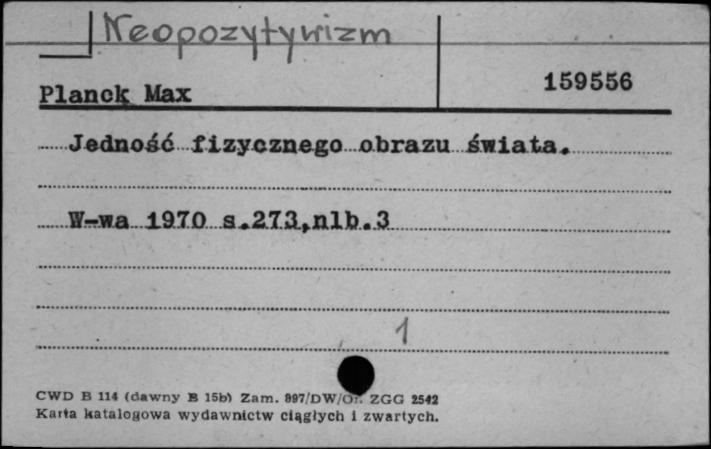 Neopozytywizm
Planck Max
159556
Jedność fizycznego obrazu świata.
W-wa 1970 s.273,nlb.3
1
CWD B 114 (dawny B 15b) Zam. 897/DW/Or. ZGG 2542
Karta katalogowa wydawnictw ciągłych i zwartych.